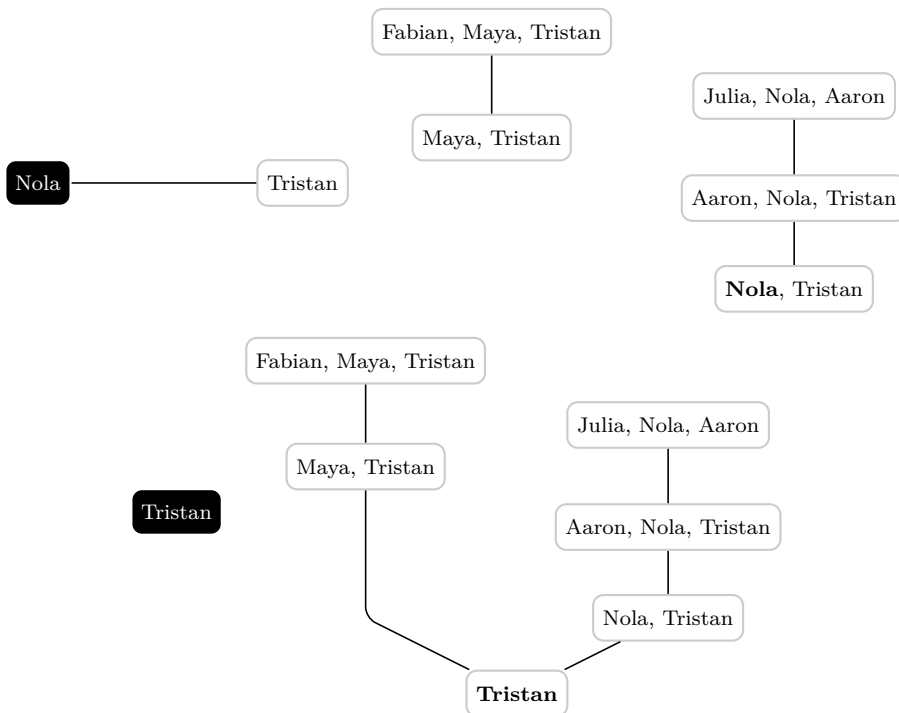 Fabian, Maya, Tristan
Julia, Nola, Aaron
Maya, Tristan
Nola
Tristan
Aaron, Nola, Tristan
Nola, Tristan
Fabian, Maya, Tristan
Julia, Nola, Aaron
Maya, Tristan
Tristan
Aaron, Nola, Tristan
Nola, Tristan
Tristan